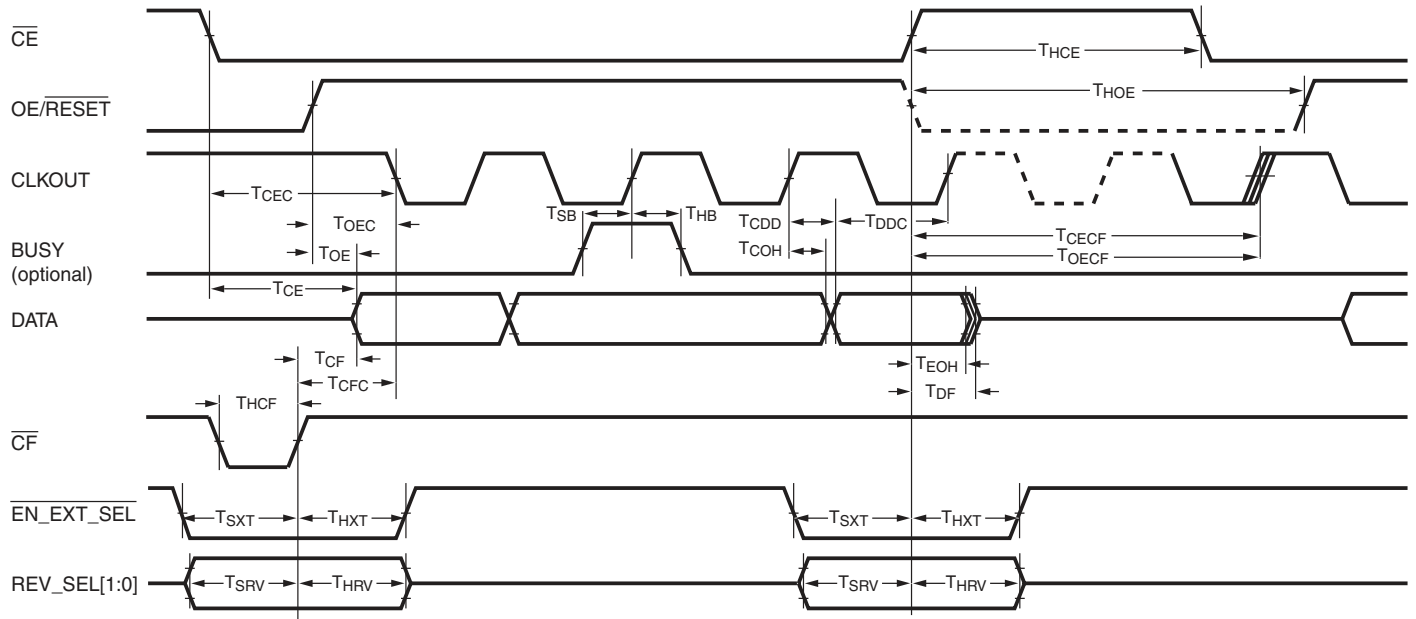 CE
THCE
OE/RESET
THOE
CLKOUT
TCEC
TSB
THB
TCDD
TDDC
TOEC
TCECF
BUSY
(optional)
TOE
TCOH
TOECF
TCE
DATA
TCF
TEOH
TCFC
TDF
THCF
CF
EN_EXT_SEL
TSXT
THXT
TSXT
THXT
REV_SEL[1:0]
TSRV
THRV
TSRV
THRV